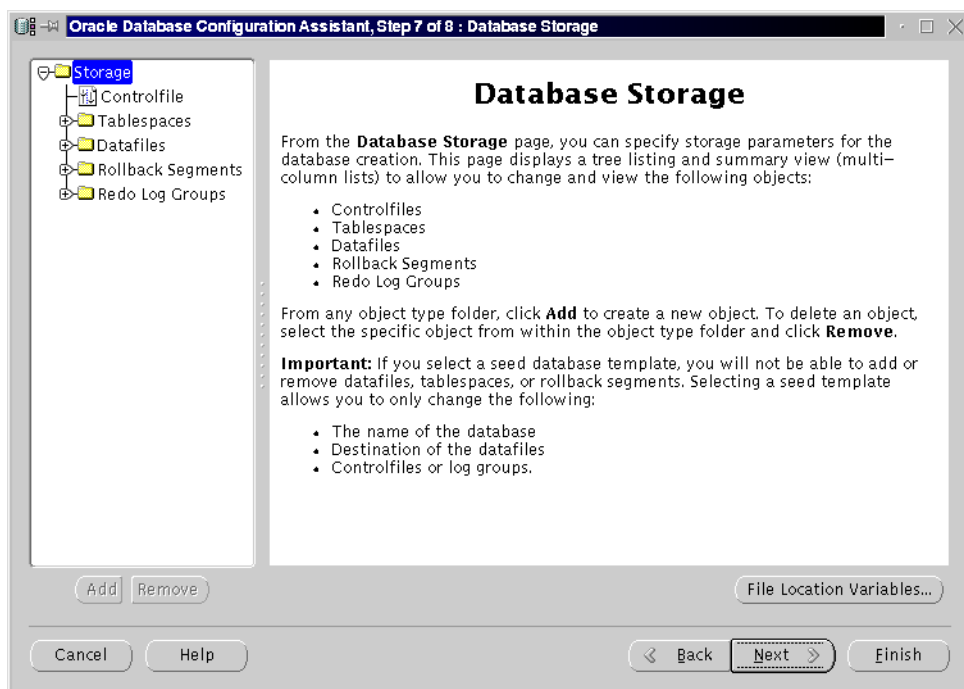 Oracle Database Configuration Assistant, Step 7 of 8 : Database Storage
Storage
Controlfile
Tablespaces
Datafiles
Rollback Segments
Redo Log Groups
Database Storage
From the Database Storage page, you can specify storage parameters for the
database creation. This page displays a tree listing and summary view (multi-
column lists) to allow you to change and view the following objects:
• Controlfiles
• Tablespaces
• Datafiles
• Rollback Segments
• Redo Log Groups
From any object type folder, click Add to create a new object. To delete an object,
select the specific object from within the object type folder and click Remove.
Important: If you select a seed database template, you will not be able to add or
remove datafiles, tablespaces, or rollback segments. Selecting a seed template
allows you to only change the following:
• The name of the database
• Destination of the datafiles
• Controlfiles or log groups.
Add Remove
File Location Variables...
Cancel Help Back Next Finish